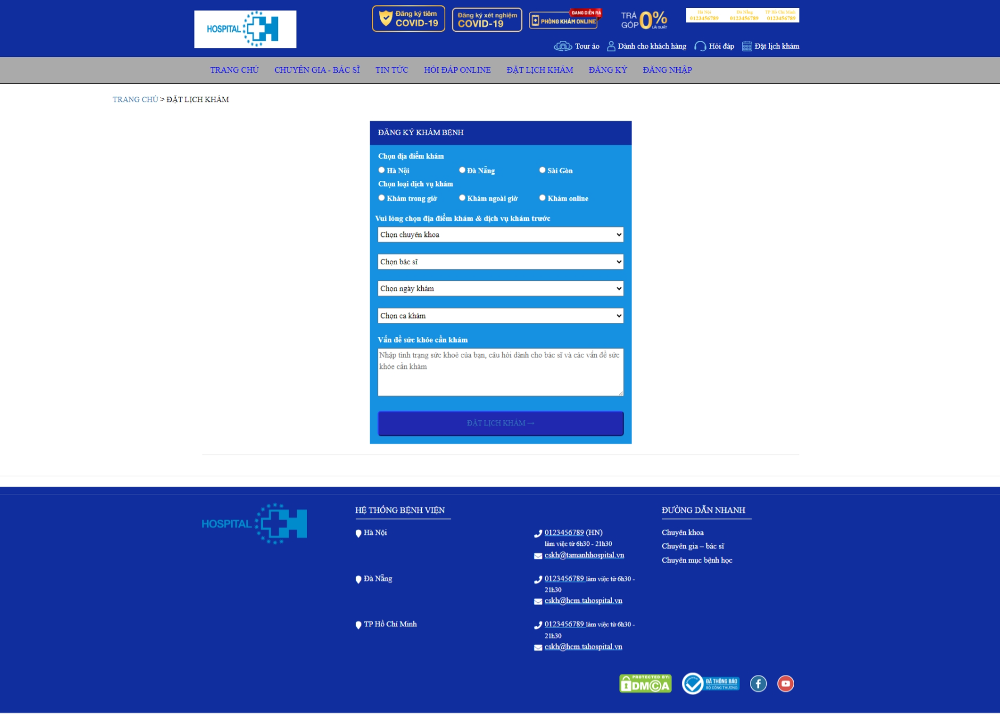 HOSPITAL
Đăng ký tiêm
COVID-19
Đăng ký xét nghiệm
COVID-19
ĐANG DIỄN RA
PHÒNG KHÁM ONLINE
TRẢ
GÓP 0%
LÃI SUẤT
Hà Nội Đà Nẵng TP Hồ Chí Minh
0123456789 0123456789 0123456789
Tour ảo Dành cho khách hàng Hỏi đáp Đặt lịch khám
TRANG CHỦ CHUYÊN GIA - BÁC SĨ TIN TỨC HỎI ĐÁP ONLINE ĐẶT LỊCH KHÁM ĐĂNG KÝ ĐĂNG NHẬP
TRANG CHỦ > ĐẶT LỊCH KHÁM
ĐĂNG KÝ KHÁM BỆNH
Chọn địa điểm khám
Hà Nội Đà Nẵng Sài Gòn
Chọn loại dịch vụ khám
Khám trong giờ Khám ngoài giờ Khám online
Vui lòng chọn địa điểm khám & dịch vụ khám trước
Chọn chuyên khoa
Chọn bác sĩ
Chọn ngày khám
Chọn ca khám
Vấn đề sức khỏe cần khám
Nhập tình trạng sức khoẻ của bạn, câu hỏi dành cho bác sĩ và các vấn đề sức
khỏe cần khám
ĐẶT LỊCH KHÁM →
HOSPITAL
HỆ THỐNG BỆNH VIỆN
Hà Nội
0123456789 (HN)
làm việc từ 6h30 - 21h30
cskh@tamanhhospital.vn
Đà Nẵng
0123456789 làm việc từ 6h30 -
21h30
cskh@hcm.tahospital.vn
TP Hồ Chí Minh
0123456789 làm việc từ 6h30 -
21h30
cskh@hcm.tahospital.vn
ĐƯỜNG DẪN NHANH
Chuyên khoa
Chuyên gia – bác sĩ
Chuyên mục bệnh học
PROTECTED BY:
DMCA
ĐÃ THÔNG BÁO
BỘ CÔNG THƯƠNG